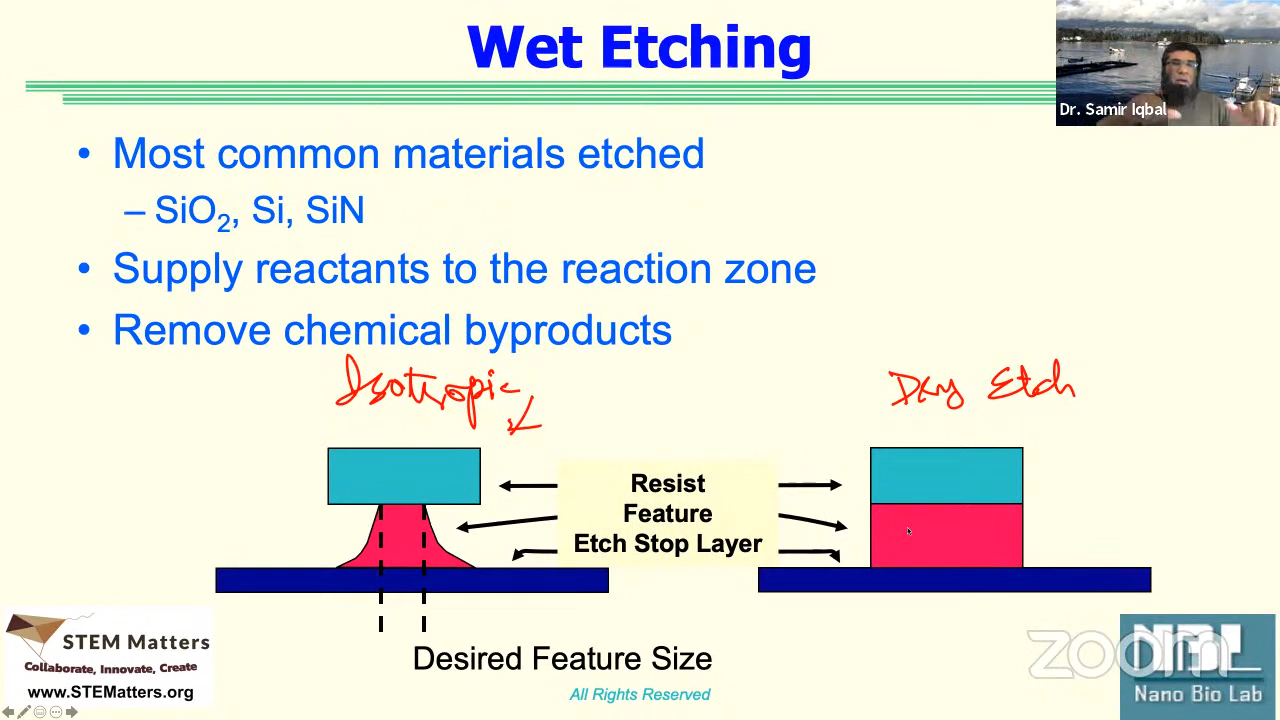 Wet Etching
Dr. Samir Iqbal
• Most common materials etched
– SiO₂, Si, SiN
• Supply reactants to the reaction zone
• Remove chemical byproducts
Isotropic
Dry Etch
Resist
Feature
Etch Stop Layer
Desired Feature Size
All Rights Reserved
STEM Matters
Collaborate, Innovate, Create
www.STEMatters.org
zoom
NBL
Nano Bio Lab